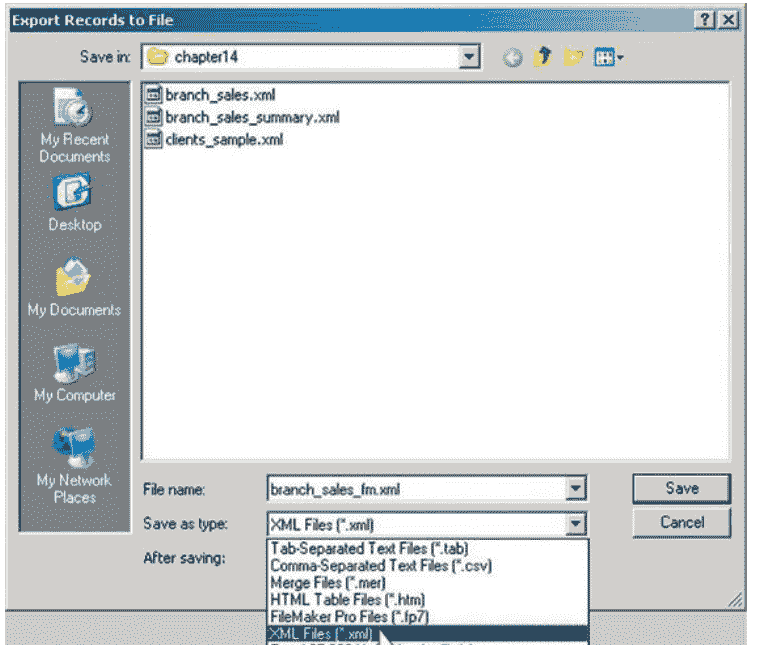 Export Records to File
Save in:
chapter14
branch_sales.xml
branch_sales_summary.xml
clients_sample.xml
My Recent
Documents
Desktop
My Documents
My Computer
My Network
Places
File name:
branch_sales_fm.xml
Save
Save as type:
XML Files (*.xml)
Cancel
After saving:
Tab-Separated Text Files (*.tab)
Comma-Separated Text Files (*.csv)
Merge Files (*.mer)
HTML Table Files (*.htm)
FileMaker Pro Files (*.fp7)
XML Files (*.xml)